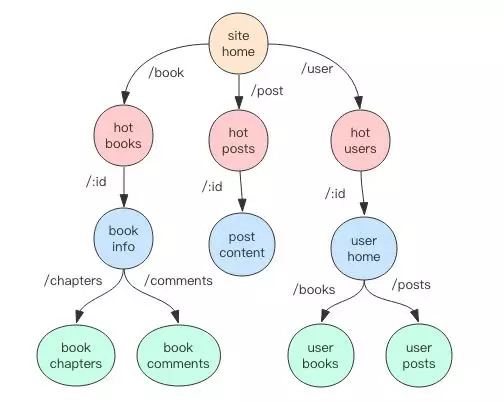 site
home
/book
/post
/user
hot
books
hot
posts
hot
users
/:id
/:id
/:id
book
info
post
content
user
home
/chapters
/comments
/books
/posts
book
chapters
book
comments
user
books
user
posts